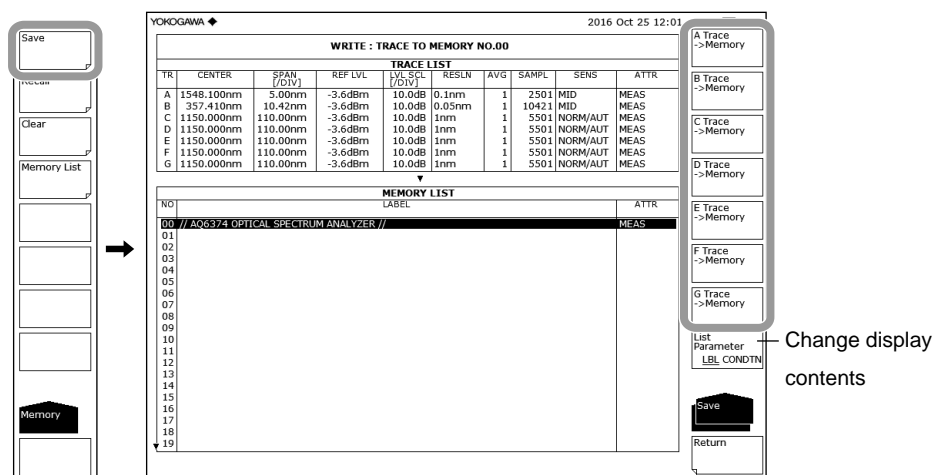 Save
Recall
Clear
Memory List
Memory
YOKOGAWA ◆ 2016 Oct 25 12:01
WRITE : TRACE TO MEMORY NO.00
TRACE LIST
TR CENTER SPAN [/DIV] REF LVL LVL SCL [/DIV] RESLN AVG SAMPL SENS ATTR
A 1548.100nm 5.00nm -3.6dBm 10.0dB 0.1nm 1 2501 MID MEAS
B 357.410nm 10.42nm -3.6dBm 10.0dB 0.05nm 1 10421 MID MEAS
C 1150.000nm 110.00nm -3.6dBm 10.0dB 1nm 1 5501 NORM/AUT MEAS
D 1150.000nm 110.00nm -3.6dBm 10.0dB 1nm 1 5501 NORM/AUT MEAS
E 1150.000nm 110.00nm -3.6dBm 10.0dB 1nm 1 5501 NORM/AUT MEAS
F 1150.000nm 110.00nm -3.6dBm 10.0dB 1nm 1 5501 NORM/AUT MEAS
G 1150.000nm 110.00nm -3.6dBm 10.0dB 1nm 1 5501 NORM/AUT MEAS
MEMORY LIST
NO LABEL ATTR
00 // AQ6374 OPTICAL SPECTRUM ANALYZER // MEAS
01
02
03
04
05
06
07
08
09
10
11
12
13
14
15
16
17
18
19
A Trace
->Memory
B Trace
->Memory
C Trace
->Memory
D Trace
->Memory
E Trace
->Memory
F Trace
->Memory
G Trace
->Memory
List
Parameter
LBL CONDTN
Save
Return
Change display
contents